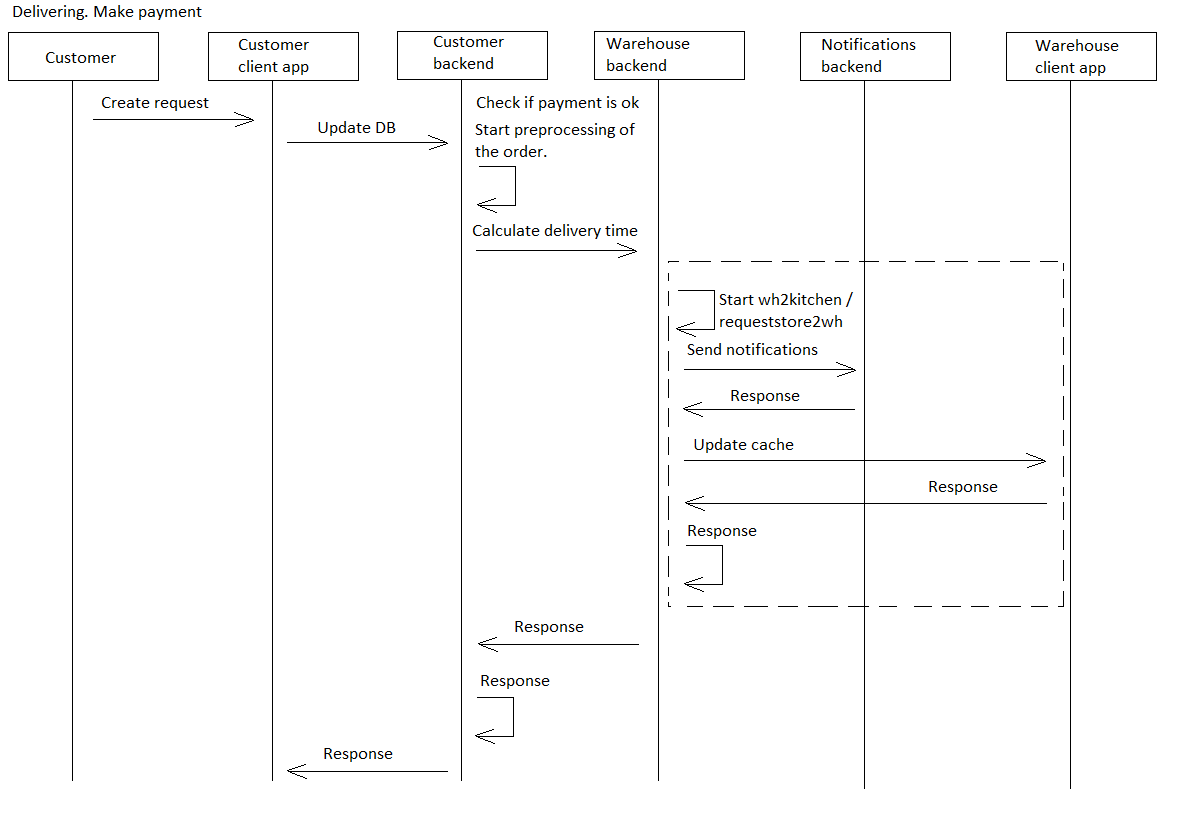 Delivering. Make payment
Customer
Customer
client app
Customer
backend
Warehouse
backend
Notifications
backend
Warehouse
client app
Create request
Update DB
Check if payment is ok
Start preprocessing of
the order.
Calculate delivery time
Start wh2kitchen /
requeststore2wh
Send notifications
Response
Update cache
Response
Response
Response
Response
Response